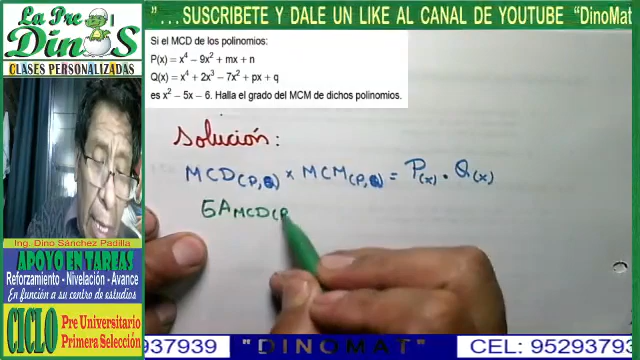 La Pre
DinoS
CLASES PERSONALIZADAS
"... SUSCRIBETE Y DALE UN LIKE AL CANAL DE YOUTUBE "DinoMat
Si el MCD de los polinomios:
P(x) = x⁴ − 9x² + mx + n
Q(x) = x⁴ + 2x³ − 7x² + px + q
es x² − 5x − 6. Halla el grado del MCM de dichos polinomios.
Solución:
MCD(P,Q) x MCM(P,Q) = P(x) . Q(x)
GA MCD(P
Ing. Dino Sánchez Padilla
APOYO EN TAREAS
Reforzamiento - Nivelación - Avance
En función a su centro de estudios
CICLO Pre Universitario
Primera Selección
937939
"DINOMAT"
CEL: 95293793